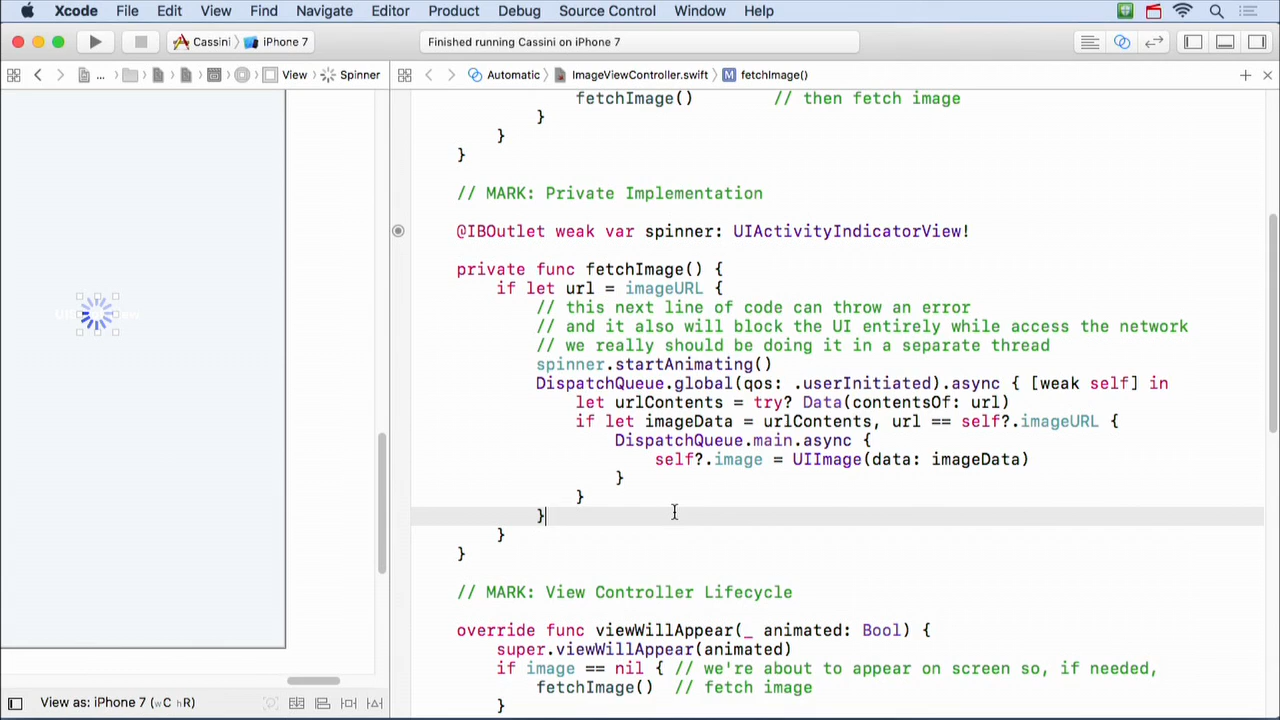 Xcode File Edit View Find Navigate Editor Product Debug Source Control Window Help
Cassini iPhone 7 Finished running Cassini on iPhone 7
... View Spinner Automatic ImageViewController.swift M fetchImage()
fetchImage() // then fetch image
}
}
}
// MARK: Private Implementation
@IBOutlet weak var spinner: UIActivityIndicatorView!
private func fetchImage() {
if let url = imageURL {
// this next line of code can throw an error
// and it also will block the UI entirely while access the network
// we really should be doing it in a separate thread
spinner.startAnimating()
DispatchQueue.global(qos: .userInitiated).async { [weak self] in
let urlContents = try? Data(contentsOf: url)
if let imageData = urlContents, url == self?.imageURL {
DispatchQueue.main.async {
self?.image = UIImage(data: imageData)
}
}
}
}
}
// MARK: View Controller Lifecycle
override func viewWillAppear(_ animated: Bool) {
super.viewWillAppear(animated)
if image == nil { // we're about to appear on screen so, if needed,
fetchImage() // fetch image
}
View as: iPhone 7 (wC hR)